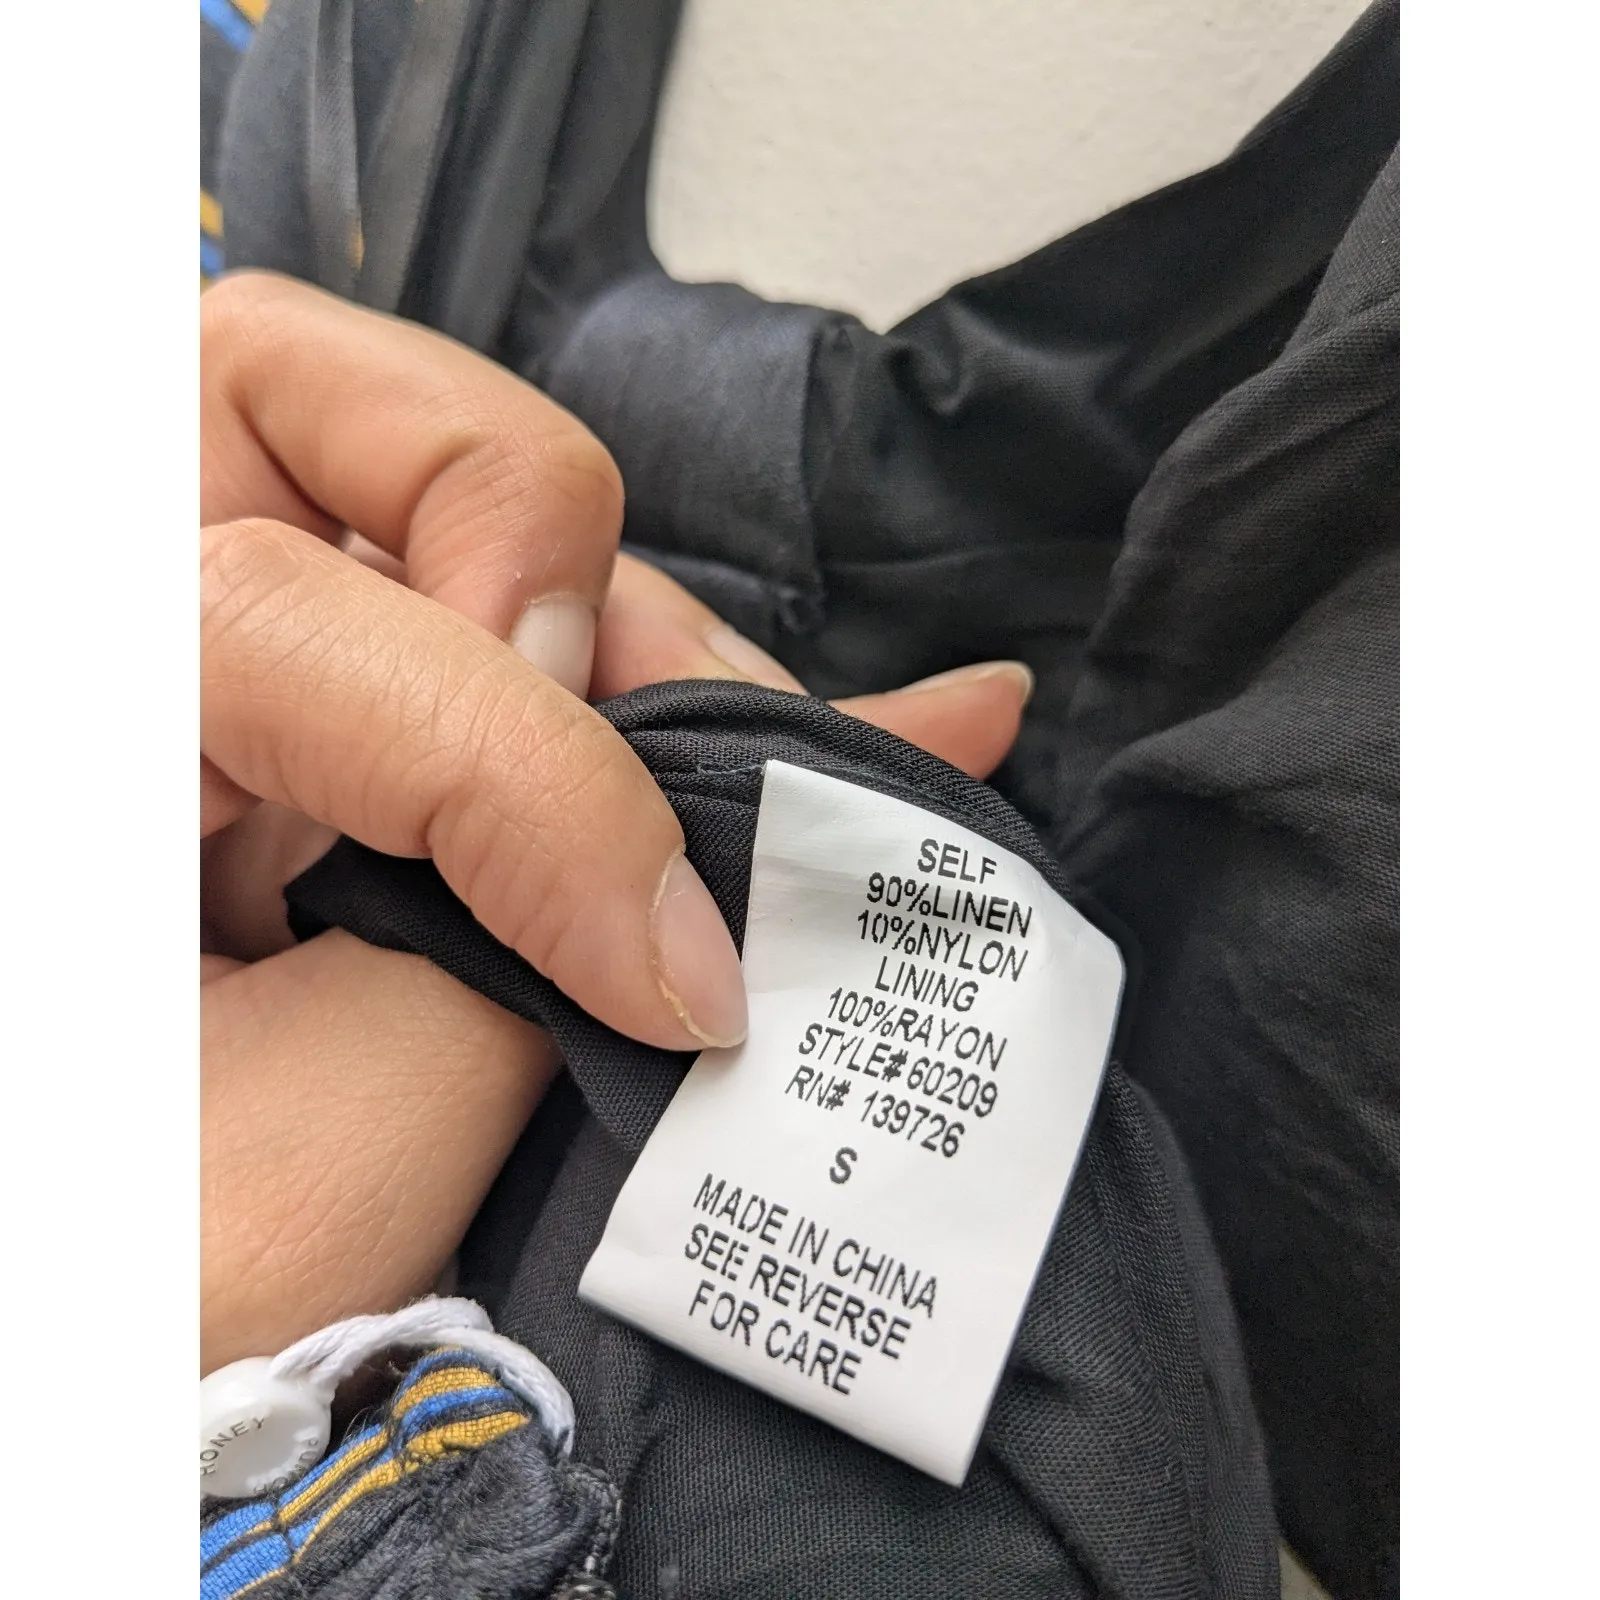 SELF
90%LINEN
10%NYLON
LINING
100%RAYON
STYLE# 60209
RN# 139726
S
MADE IN CHINA
SEE REVERSE
FOR CARE
HONEY